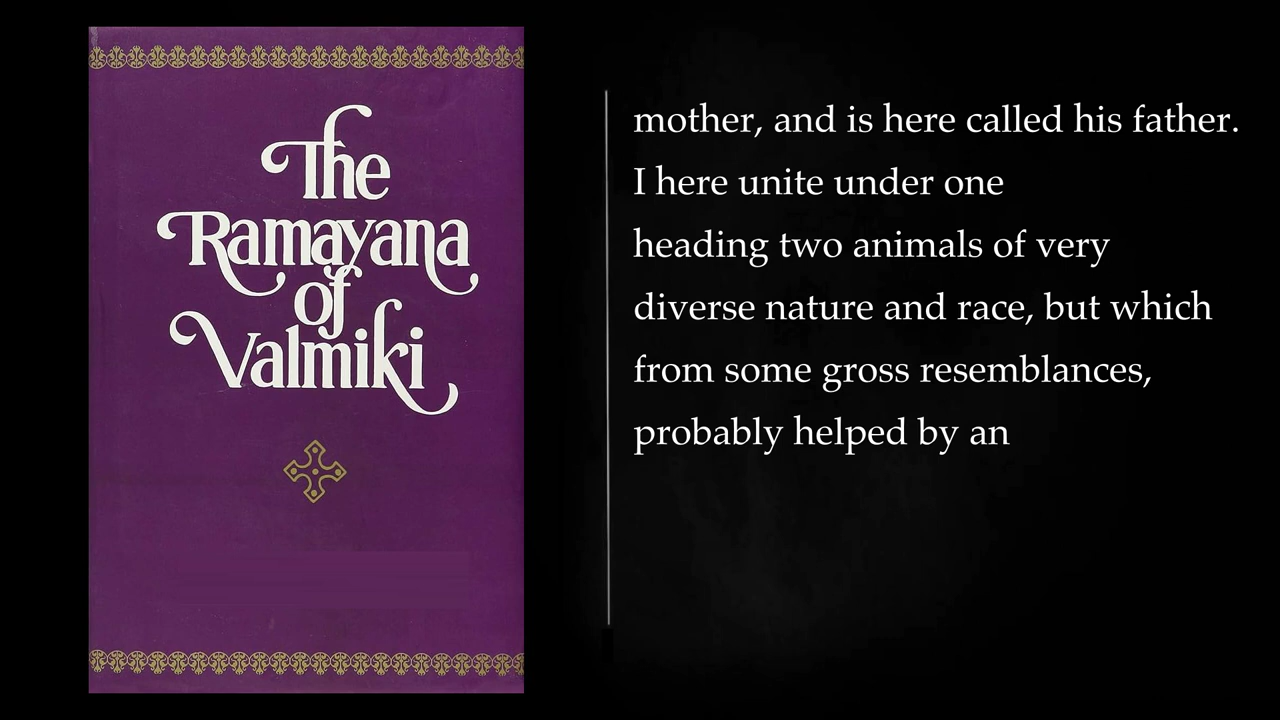 The
Ramayana
of
Valmiki
mother, and is here called his father.
I here unite under one
heading two animals of very
diverse nature and race, but which
from some gross resemblances,
probably helped by an